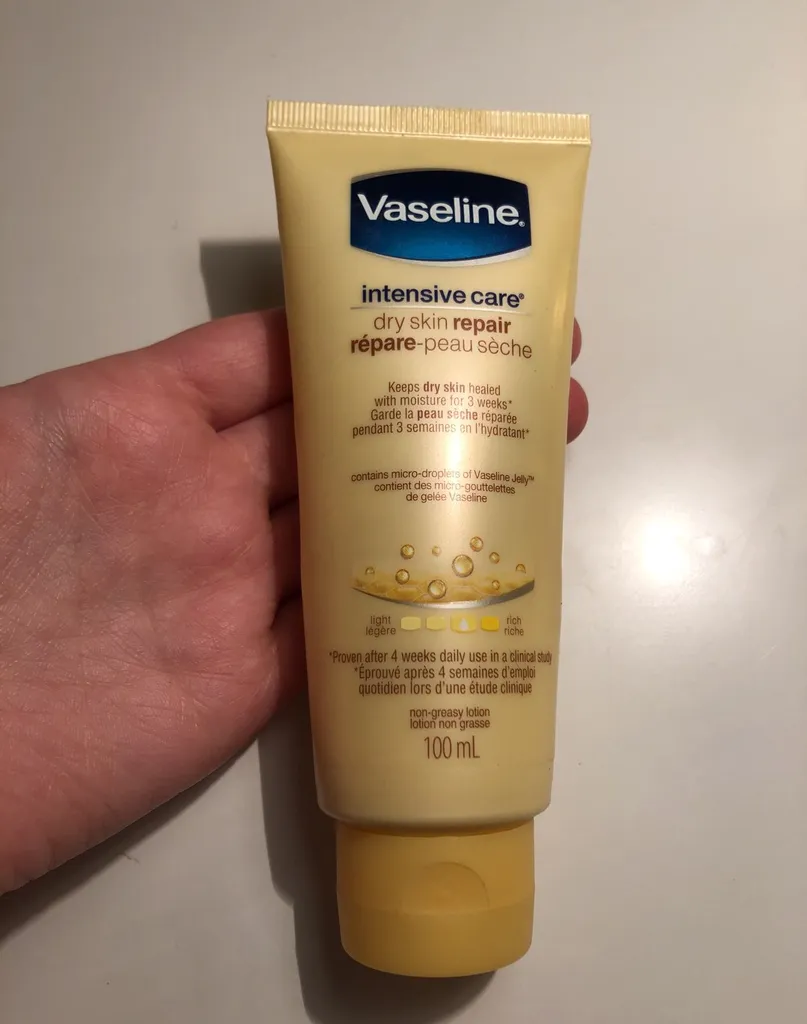 Vaseline®
intensive care®
dry skin repair
répare-peau sèche
Keeps dry skin healed
with moisture for 3 weeks*
Garde la peau sèche réparée
pendant 3 semaines en l'hydratant*
contains micro-droplets of Vaseline Jelly™
contient des micro-gouttelettes
de gelée Vaseline
light rich
légère riche
*Proven after 4 weeks daily use in a clinical study
*Éprouvé après 4 semaines d'emploi
quotidien lors d'une étude clinique
non-greasy lotion
lotion non grasse
100 mL